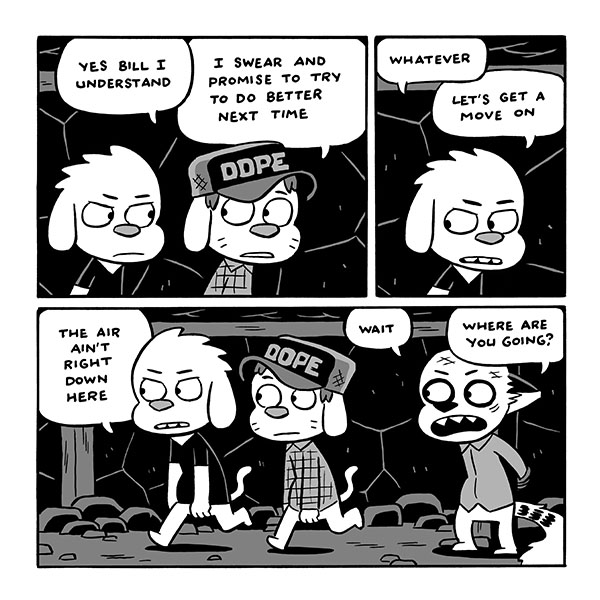 YES BILL I
UNDERSTAND
I SWEAR AND
PROMISE TO TRY
TO DO BETTER
NEXT TIME
DOPE
WHATEVER
LET'S GET A
MOVE ON
THE AIR
AIN'T
RIGHT
DOWN
HERE
DOPE
WAIT
WHERE ARE
YOU GOING?